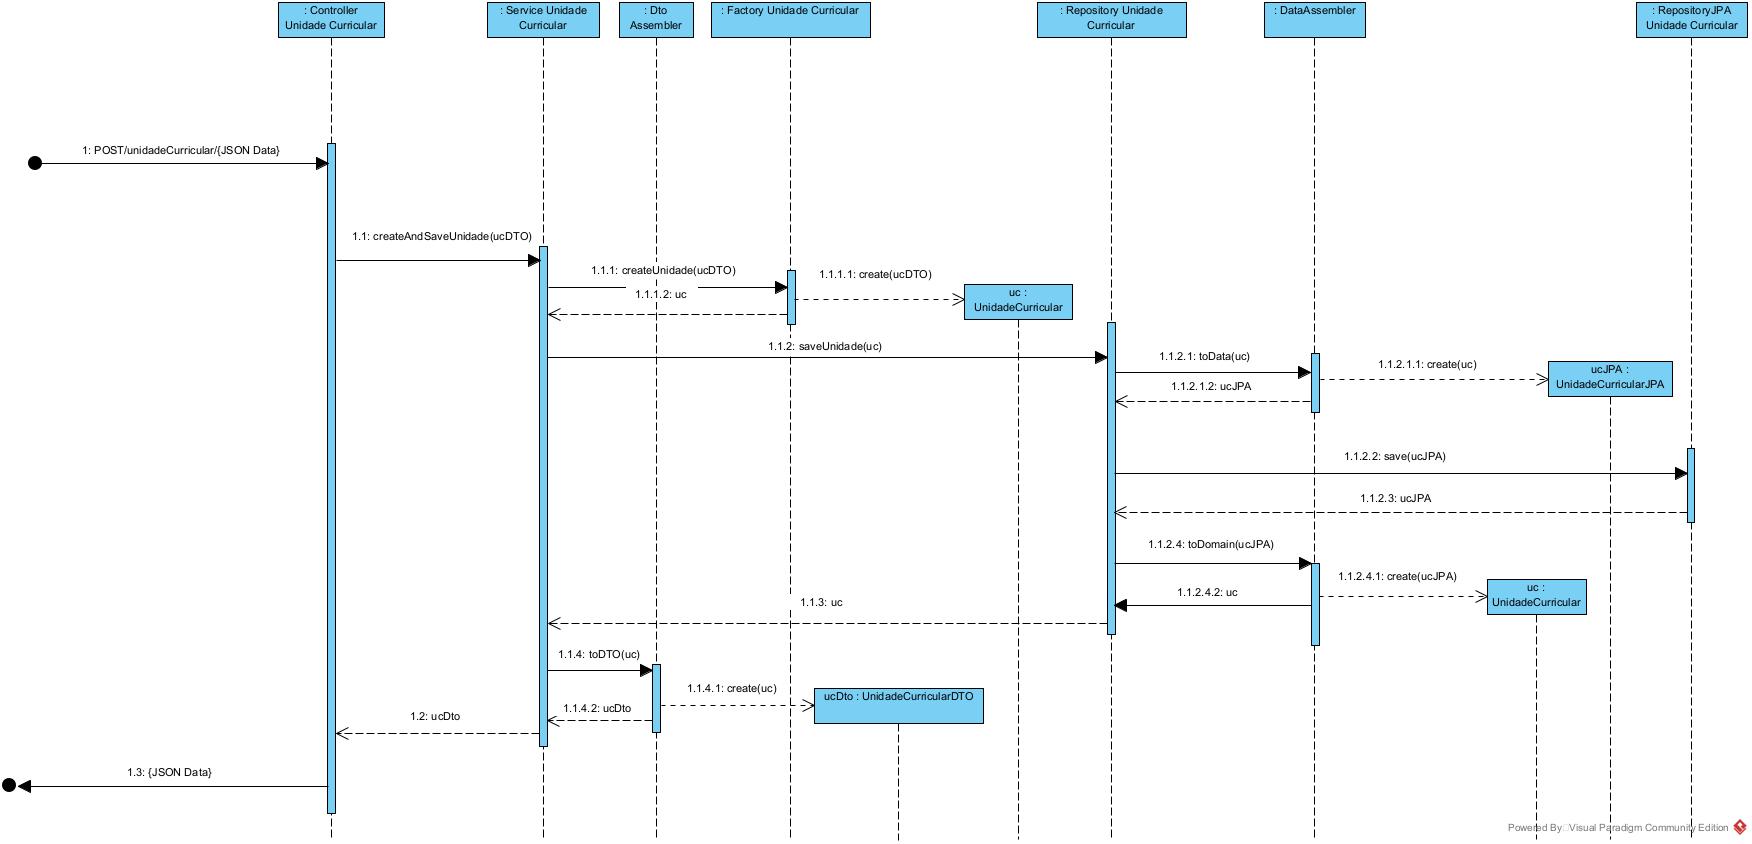 : Controller
Unidade Curricular
: Service Unidade
Curricular
: Dto
Assembler
: Factory Unidade Curricular
: Repository Unidade
Curricular
: DataAssembler
: RepositoryJPA
Unidade Curricular
1: POST/unidadeCurricular/{JSON Data}
1.1: createAndSaveUnidade(ucDTO)
1.1.1: createUnidade(ucDTO)
1.1.1.1: create(ucDTO)
1.1.1.2: uc
uc :
UnidadeCurricular
1.1.2: saveUnidade(uc)
1.1.2.1: toData(uc)
1.1.2.1.1: create(uc)
ucJPA :
UnidadeCurricularJPA
1.1.2.1.2: ucJPA
1.1.2.2: save(ucJPA)
1.1.2.3: ucJPA
1.1.2.4: toDomain(ucJPA)
1.1.2.4.1: create(ucJPA)
uc :
UnidadeCurricular
1.1.2.4.2: uc
1.1.3: uc
1.1.4: toDTO(uc)
1.1.4.1: create(uc)
ucDto : UnidadeCurricularDTO
1.1.4.2: ucDto
1.2: ucDto
1.3: {JSON Data}
Powered By Visual Paradigm Community Edition